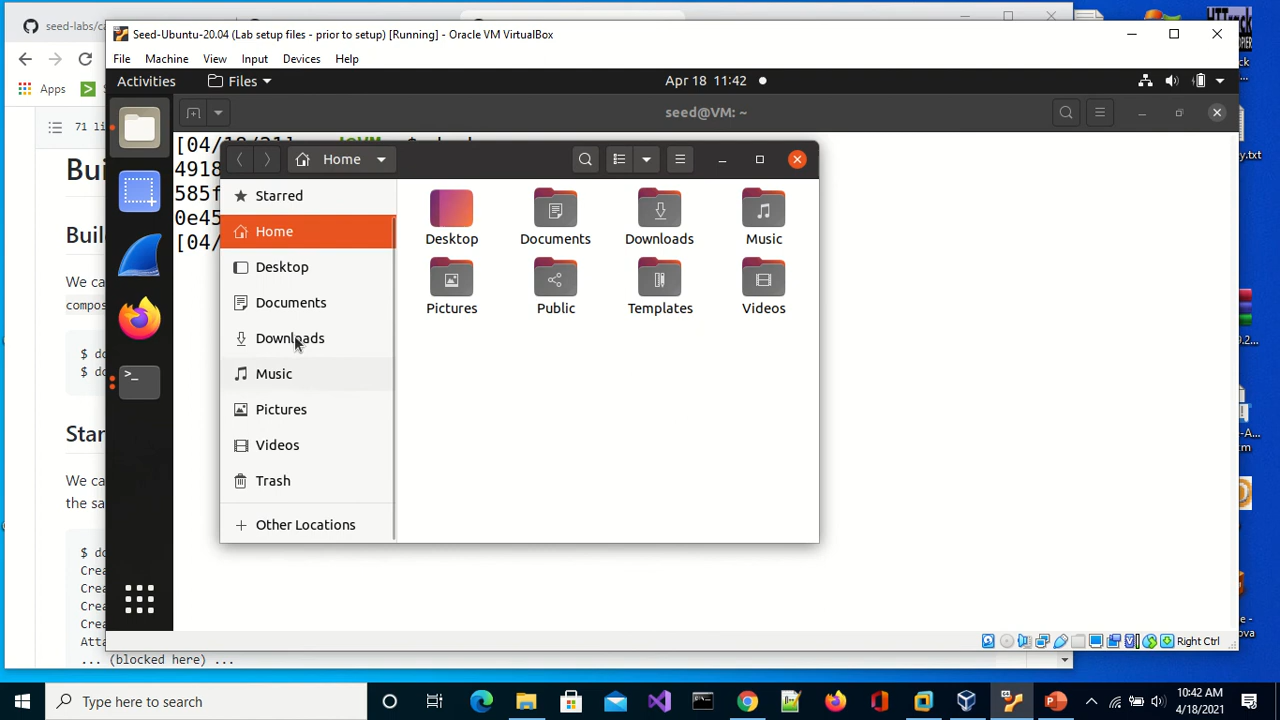 seed-labs/ca
Seed-Ubuntu-20.04 (Lab setup files - prior to setup) [Running] - Oracle VM VirtualBox
File Machine View Input Devices Help
Apps
Activities Files Apr 18 11:42
71 li
seed@VM: ~
Home
4918
585f
0e45
[04/
Starred
Home
Desktop
Documents
Downloads
Music
Pictures
Videos
Trash
Other Locations
Desktop Documents Downloads Music
Pictures Public Templates Videos
Bui
Buil
We ca
compos
$ do
$ do
Star
We ca
the sa
$ do
Crea
Crea
Crea
Crea
Atta
... (blocked here) ...
Right Ctrl
Type here to search
10:42 AM
4/18/2021